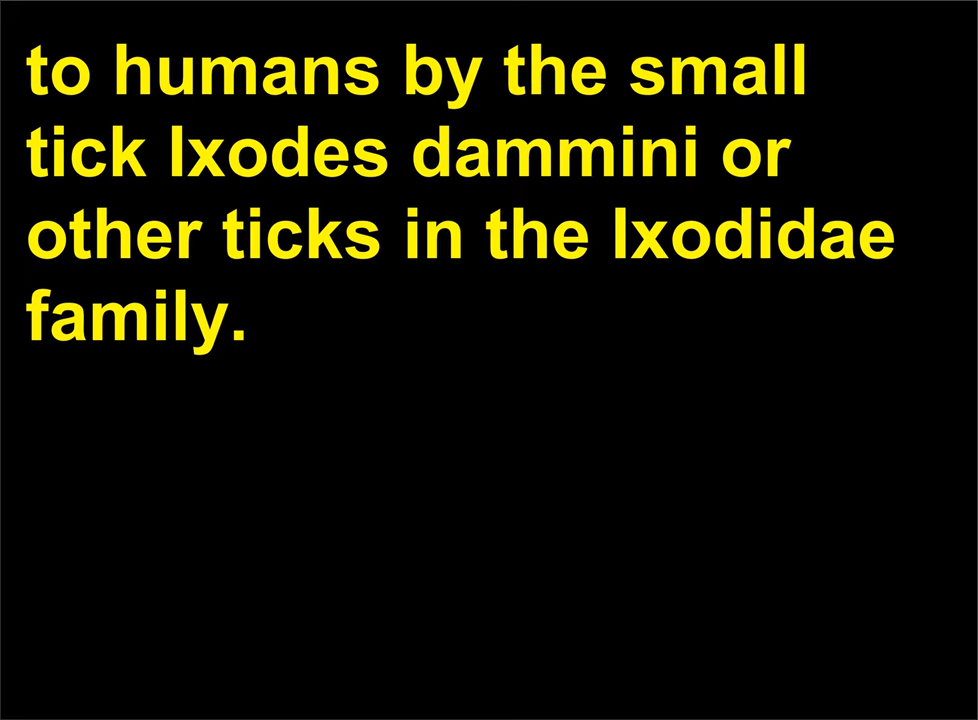 to humans by the small
tick Ixodes dammini or
other ticks in the Ixodidae
family.